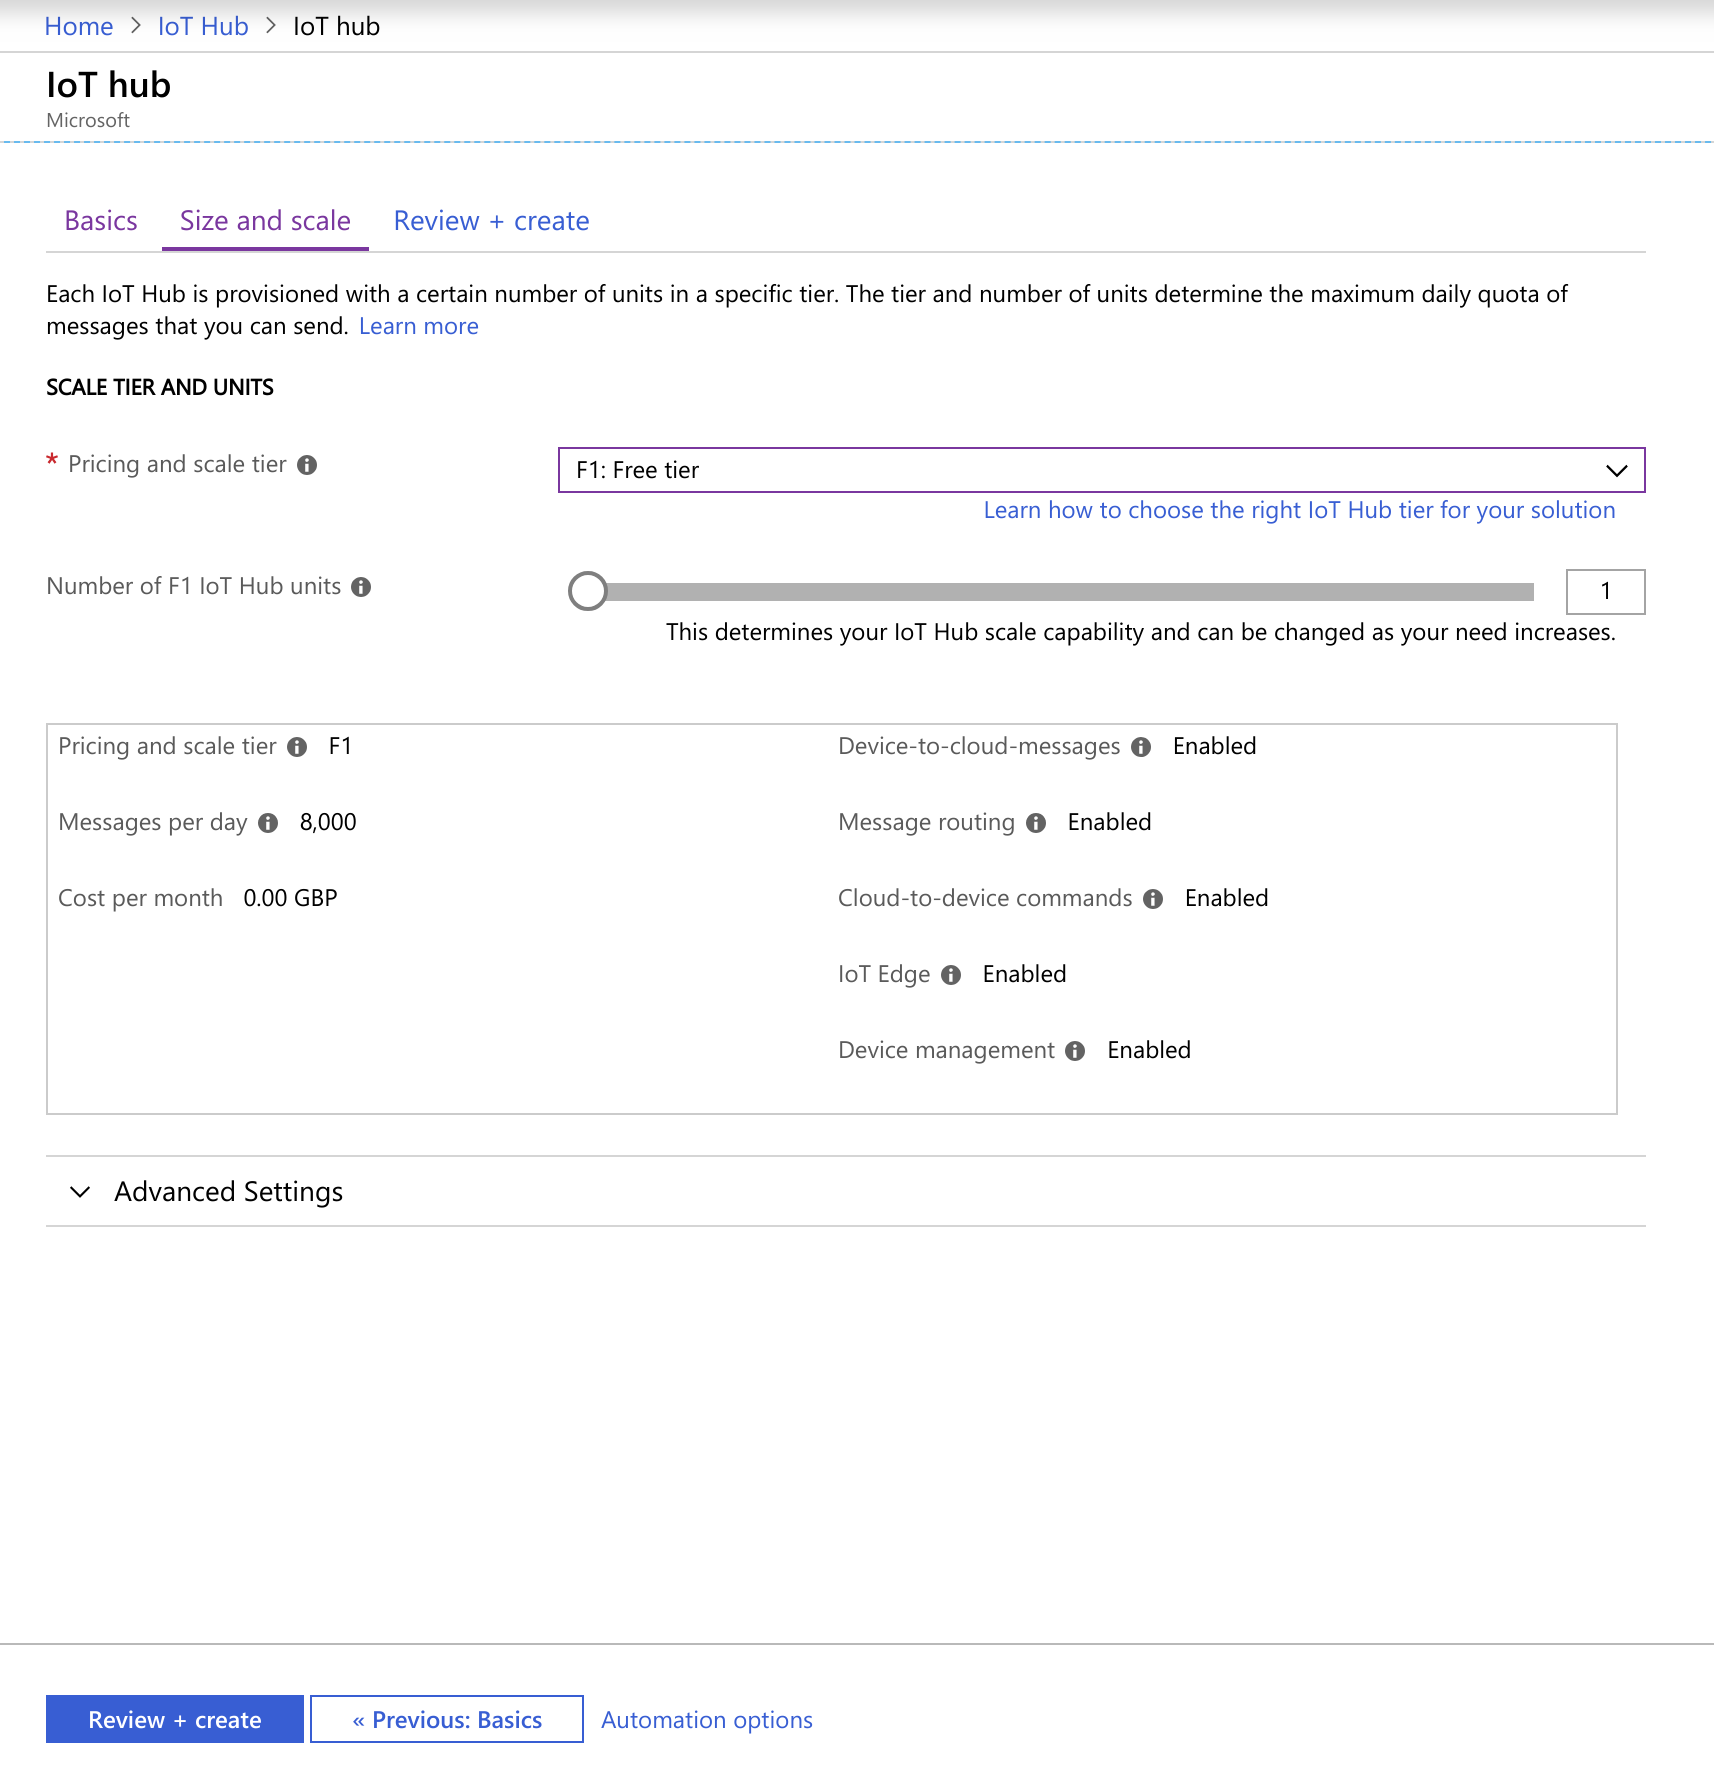 Home > IoT Hub > IoT hub
IoT hub
Microsoft
Basics Size and scale Review + create
Each IoT Hub is provisioned with a certain number of units in a specific tier. The tier and number of units determine the maximum daily quota of
messages that you can send. Learn more
SCALE TIER AND UNITS
* Pricing and scale tier F1: Free tier
Learn how to choose the right IoT Hub tier for your solution
Number of F1 IoT Hub units 1
This determines your IoT Hub scale capability and can be changed as your need increases.
Pricing and scale tier F1
Messages per day 8,000
Cost per month 0.00 GBP
Device-to-cloud-messages Enabled
Message routing Enabled
Cloud-to-device commands Enabled
IoT Edge Enabled
Device management Enabled
Advanced Settings
Review + create « Previous: Basics Automation options